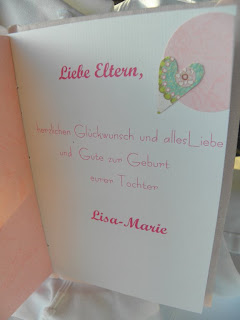 Liebe Eltern,
herzlichen Glückwunsch und alles Liebe
und Gute zur Geburt
eurer Tochter
Lisa-Marie